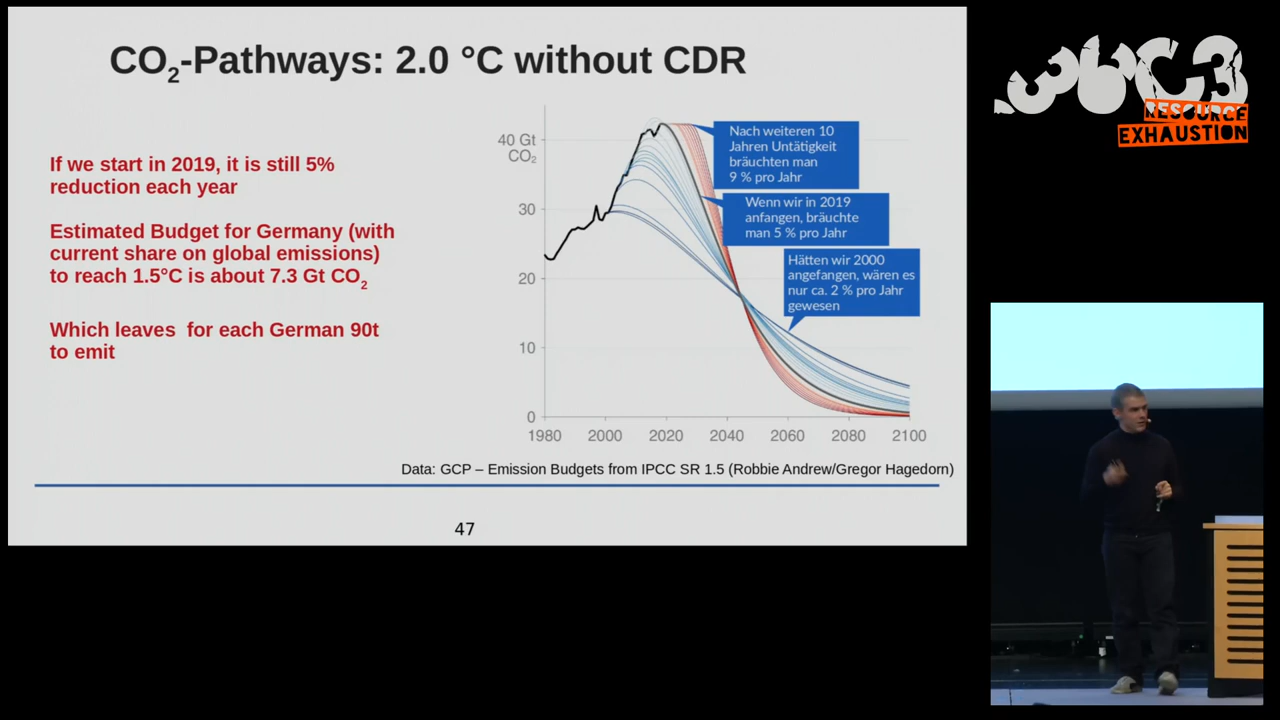 CO₂-Pathways: 2.0 °C without CDR
If we start in 2019, it is still 5%
reduction each year
Estimated Budget for Germany (with
current share on global emissions)
to reach 1.5°C is about 7.3 Gt CO₂
Which leaves for each German 90t
to emit
40 Gt
CO₂
30
20
10
0
1980 2000 2020 2040 2060 2080 2100
Nach weiteren 10
Jahren Untätigkeit
bräuchten man
9 % pro Jahr
Wenn wir in 2019
anfangen, bräuchte
man 5 % pro Jahr
Hätten wir 2000
angefangen, wären es
nur ca. 2 % pro Jahr
gewesen
Data: GCP – Emission Budgets from IPCC SR 1.5 (Robbie Andrew/Gregor Hagedorn)
47
36C3
RESOURCE
EXHAUSTION